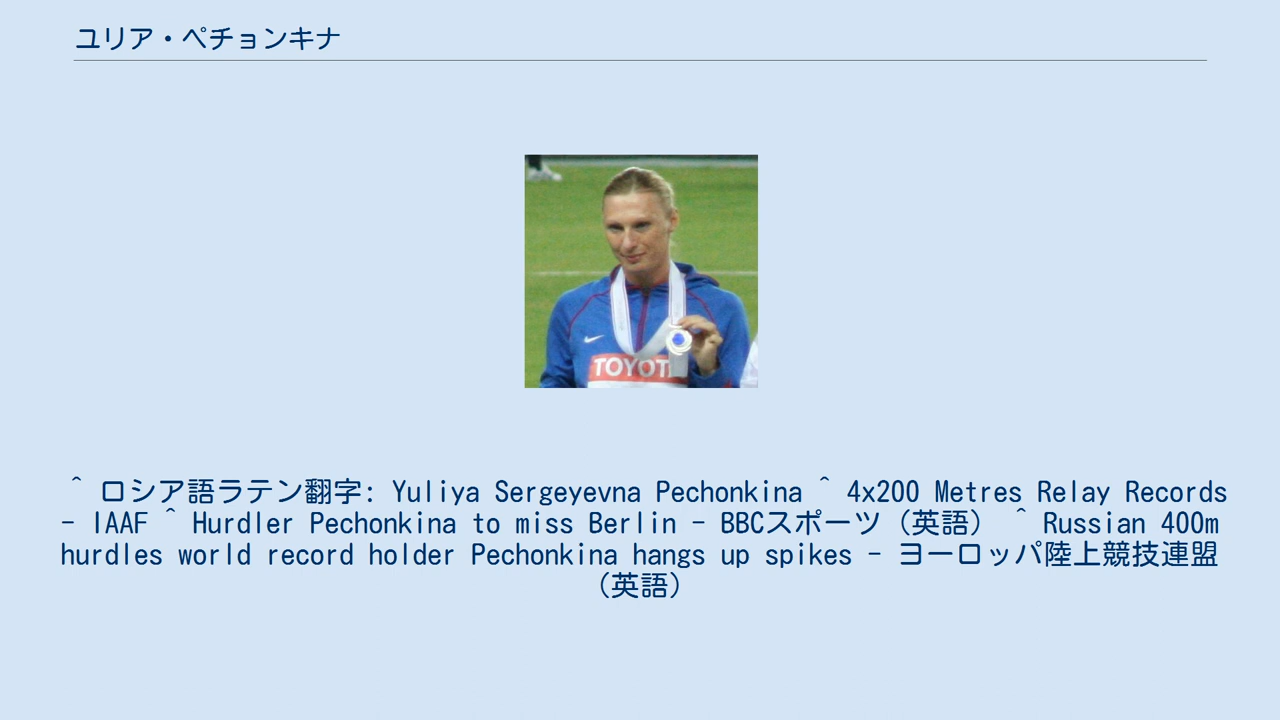 ユリア・ペチョンキナ
TOYOT
^ ロシア語ラテン翻字: Yuliya Sergeyevna Pechonkina ^ 4x200 Metres Relay Records
- IAAF ^ Hurdler Pechonkina to miss Berlin - BBCスポーツ（英語） ^ Russian 400m
hurdles world record holder Pechonkina hangs up spikes - ヨーロッパ陸上競技連盟
（英語）